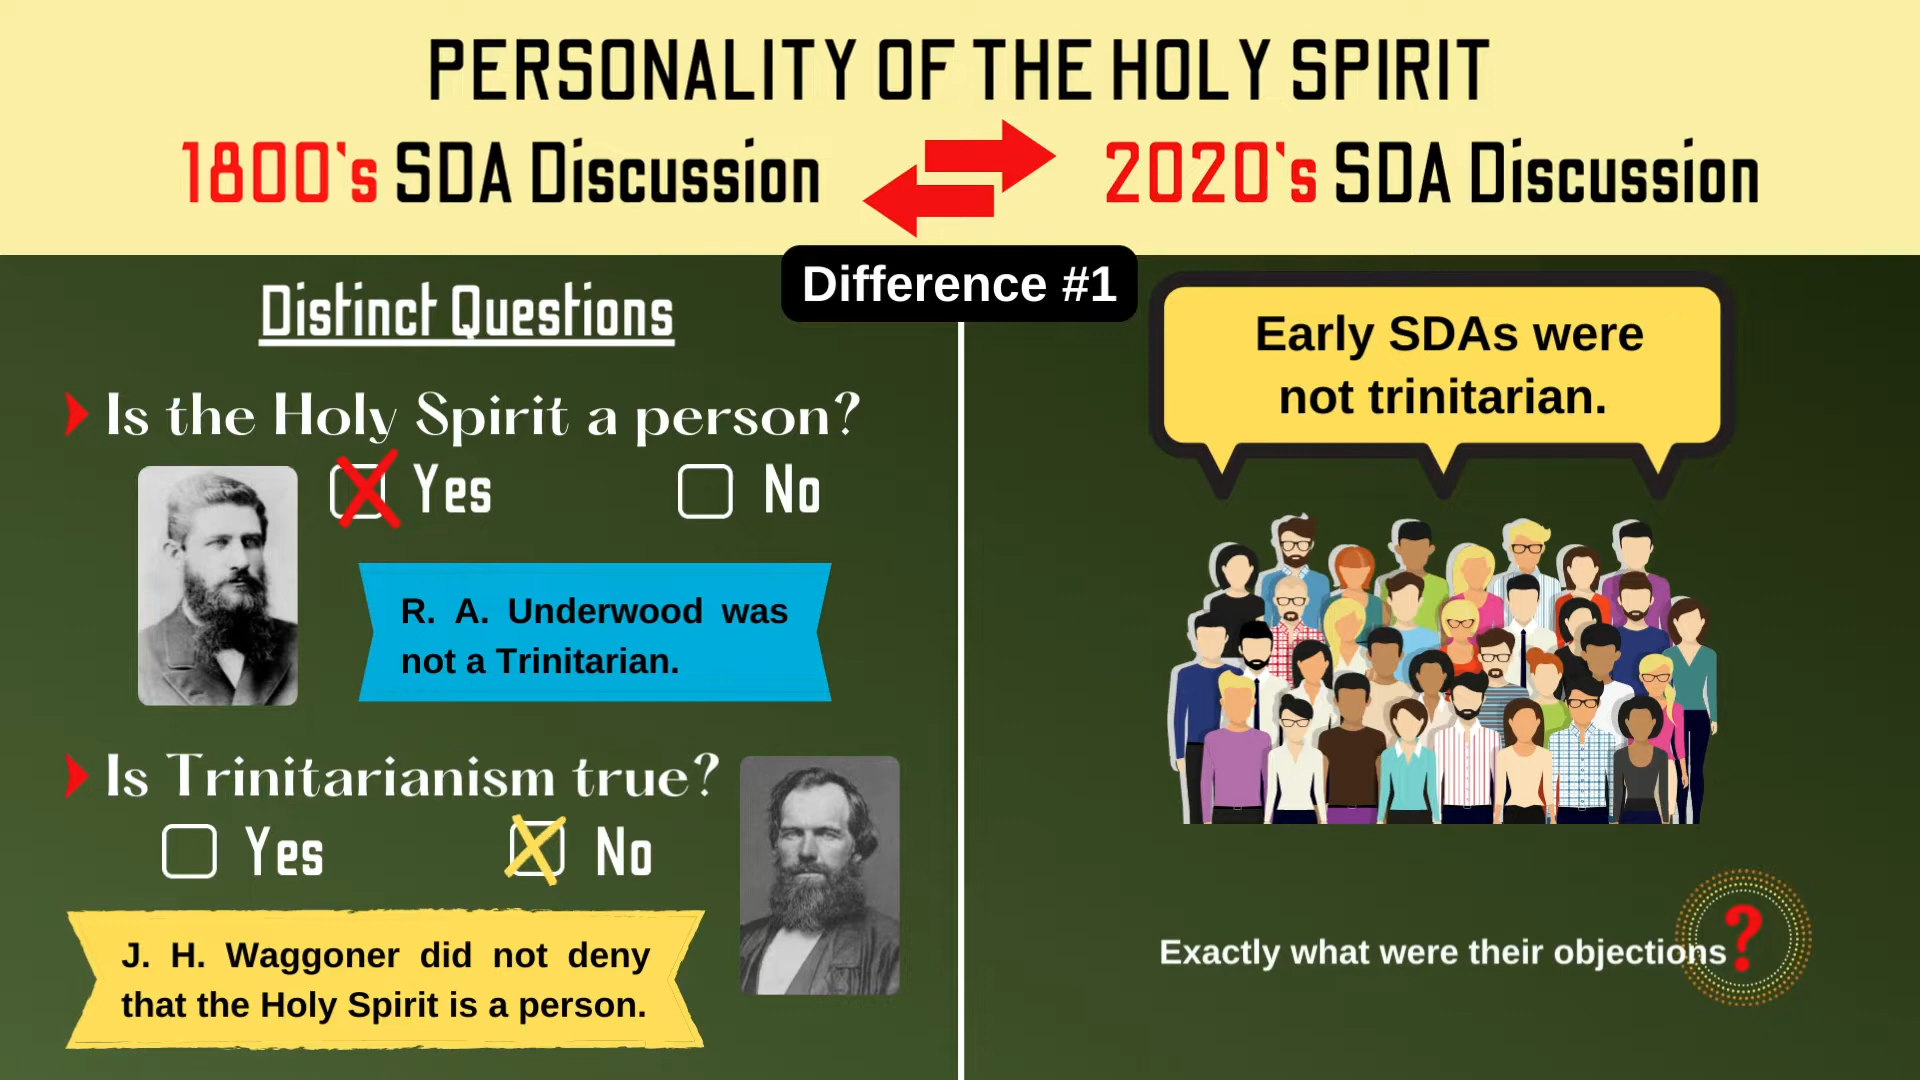 PERSONALITY OF THE HOLY SPIRIT
1800's SDA Discussion
2020's SDA Discussion
Difference #1
Distinct Questions
Is the Holy Spirit a person?
Yes
No
R. A. Underwood was
not a Trinitarian.
Is Trinitarianism true?
Yes
No
J. H. Waggoner did not deny
that the Holy Spirit is a person.
Early SDAs were
not trinitarian.
Exactly what were their objections?